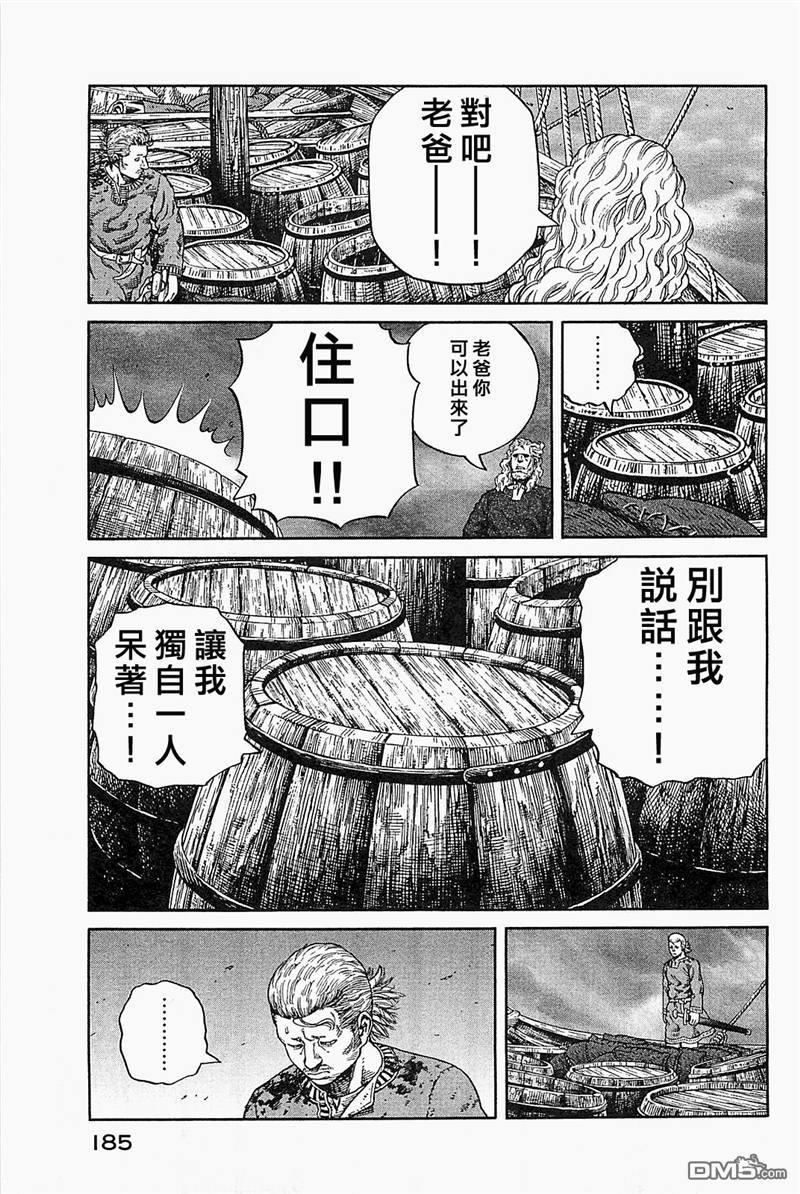 對吧——！
老爸——！
………
老爸你
可以出來了
住口!!
別跟我
說話……！
讓我
獨自一人
呆著…！
………
185
DM5.com